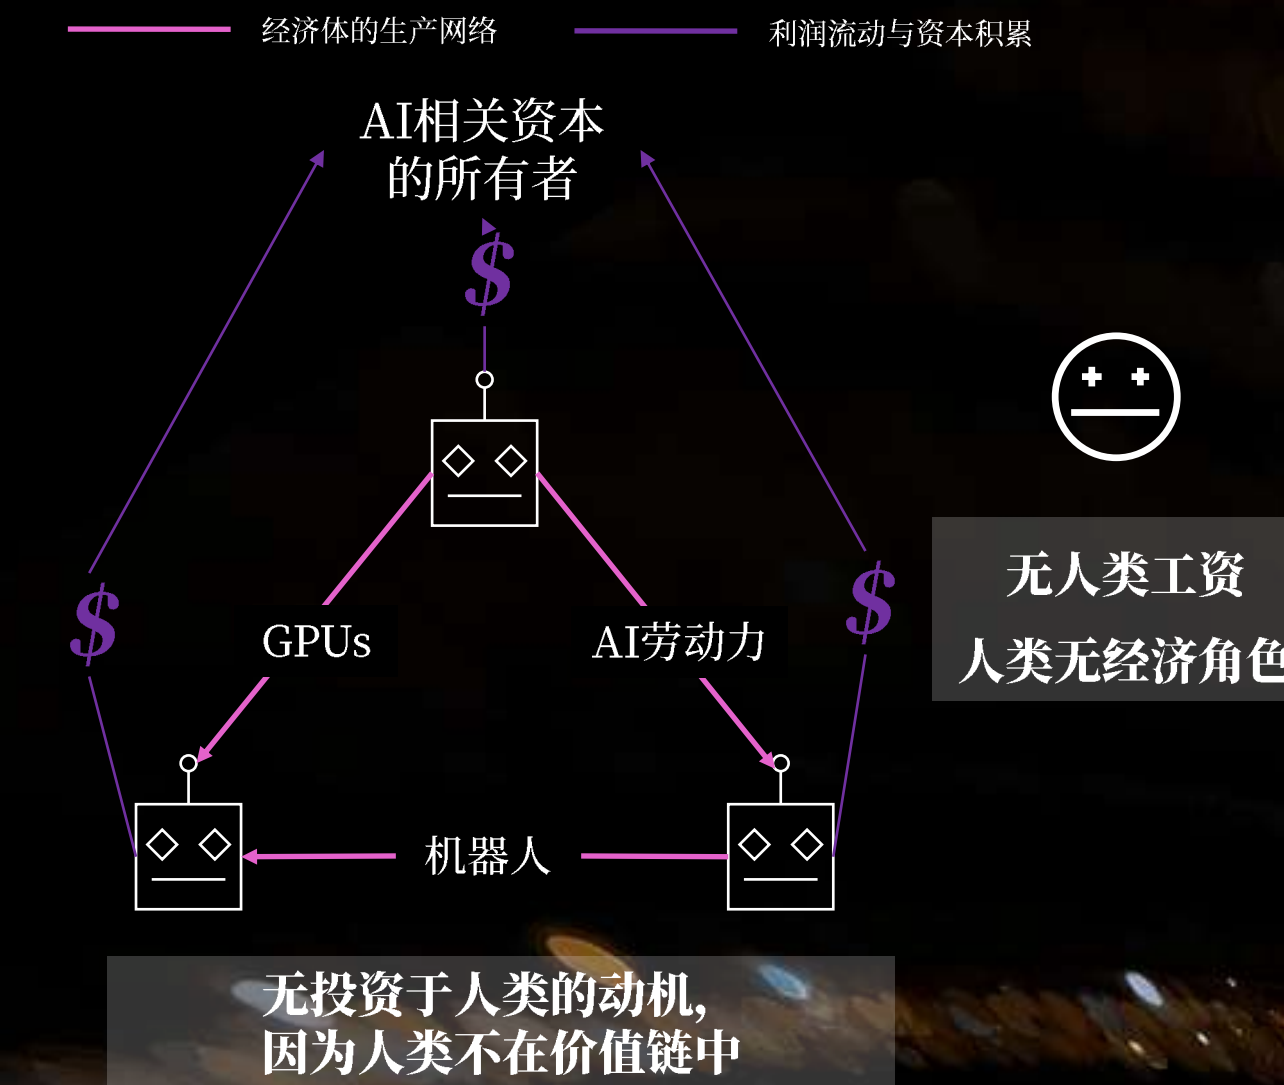 经济体的生产网络
利润流动与资本积累
AI相关资本
的所有者
$
$
$
GPUs
AI劳动力
机器人
无人类工资
人类无经济角色
无投资于人类的动机,
因为人类不在价值链中